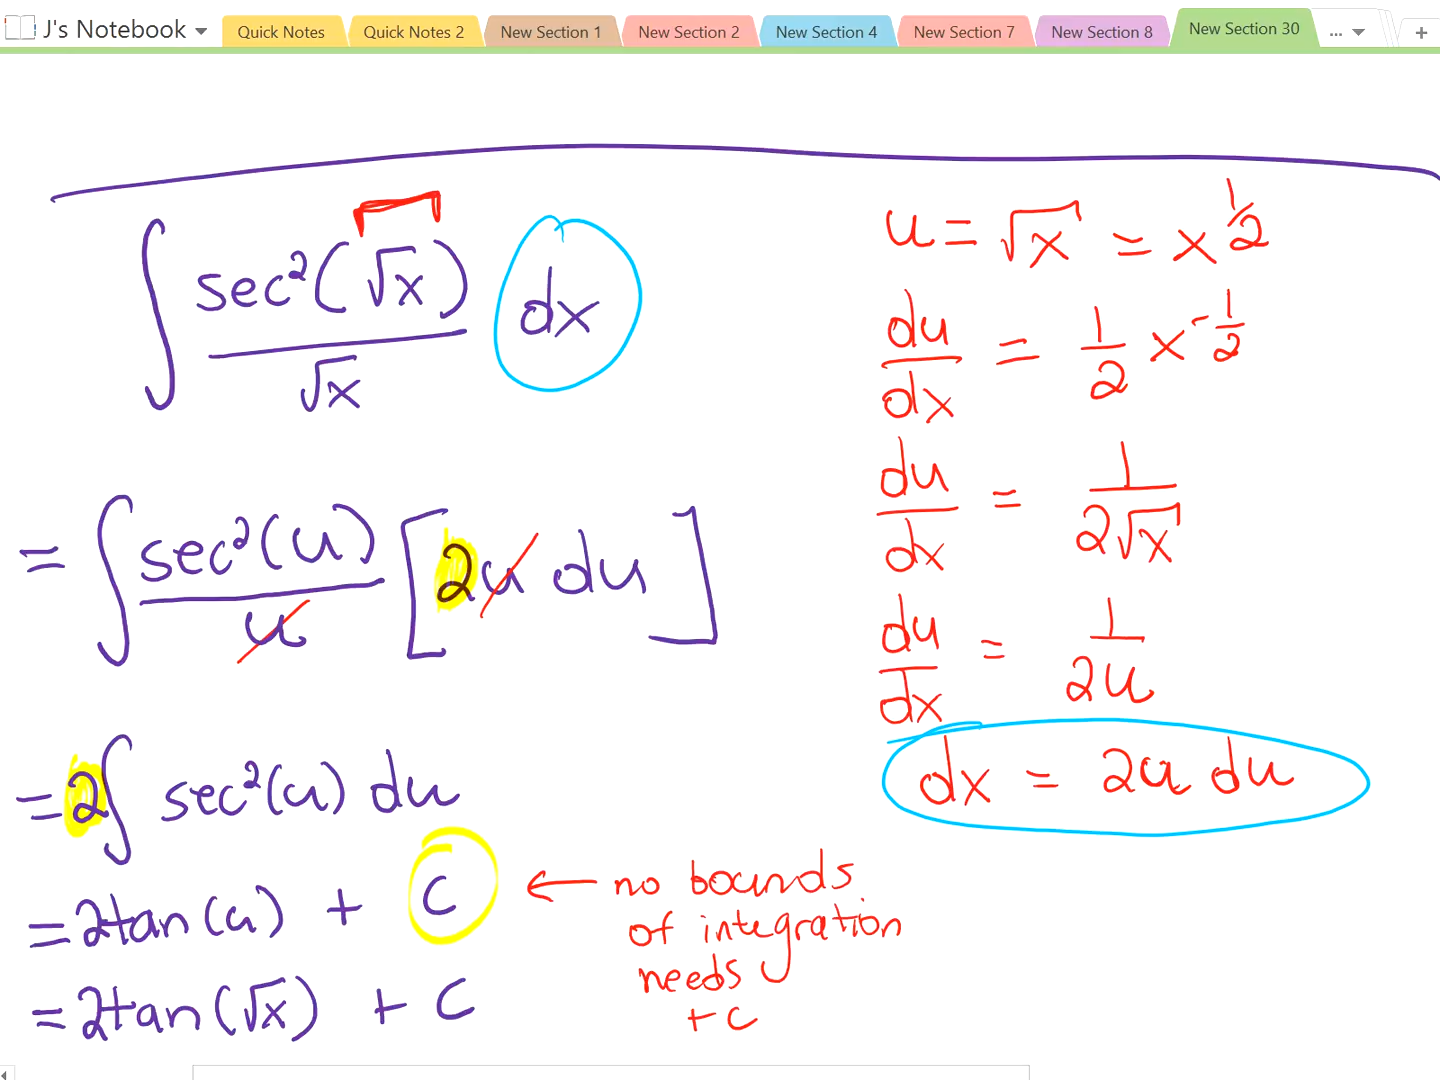 J's Notebook
Quick Notes Quick Notes 2 New Section 1 New Section 2 New Section 4 New Section 7 New Section 8 New Section 30 ... +
∫ sec²(√x)/√x dx
= ∫ sec²(u)/u [2u du]
= 2∫ sec²(u) du
= 2tan(u) + C
= 2tan(√x) + C
u = √x = x^(1/2)
du/dx = 1/2 x^(-1/2)
du/dx = 1/(2√x)
du/dx = 1/(2u)
dx = 2u du
← no bounds
of integration
needs
+ C